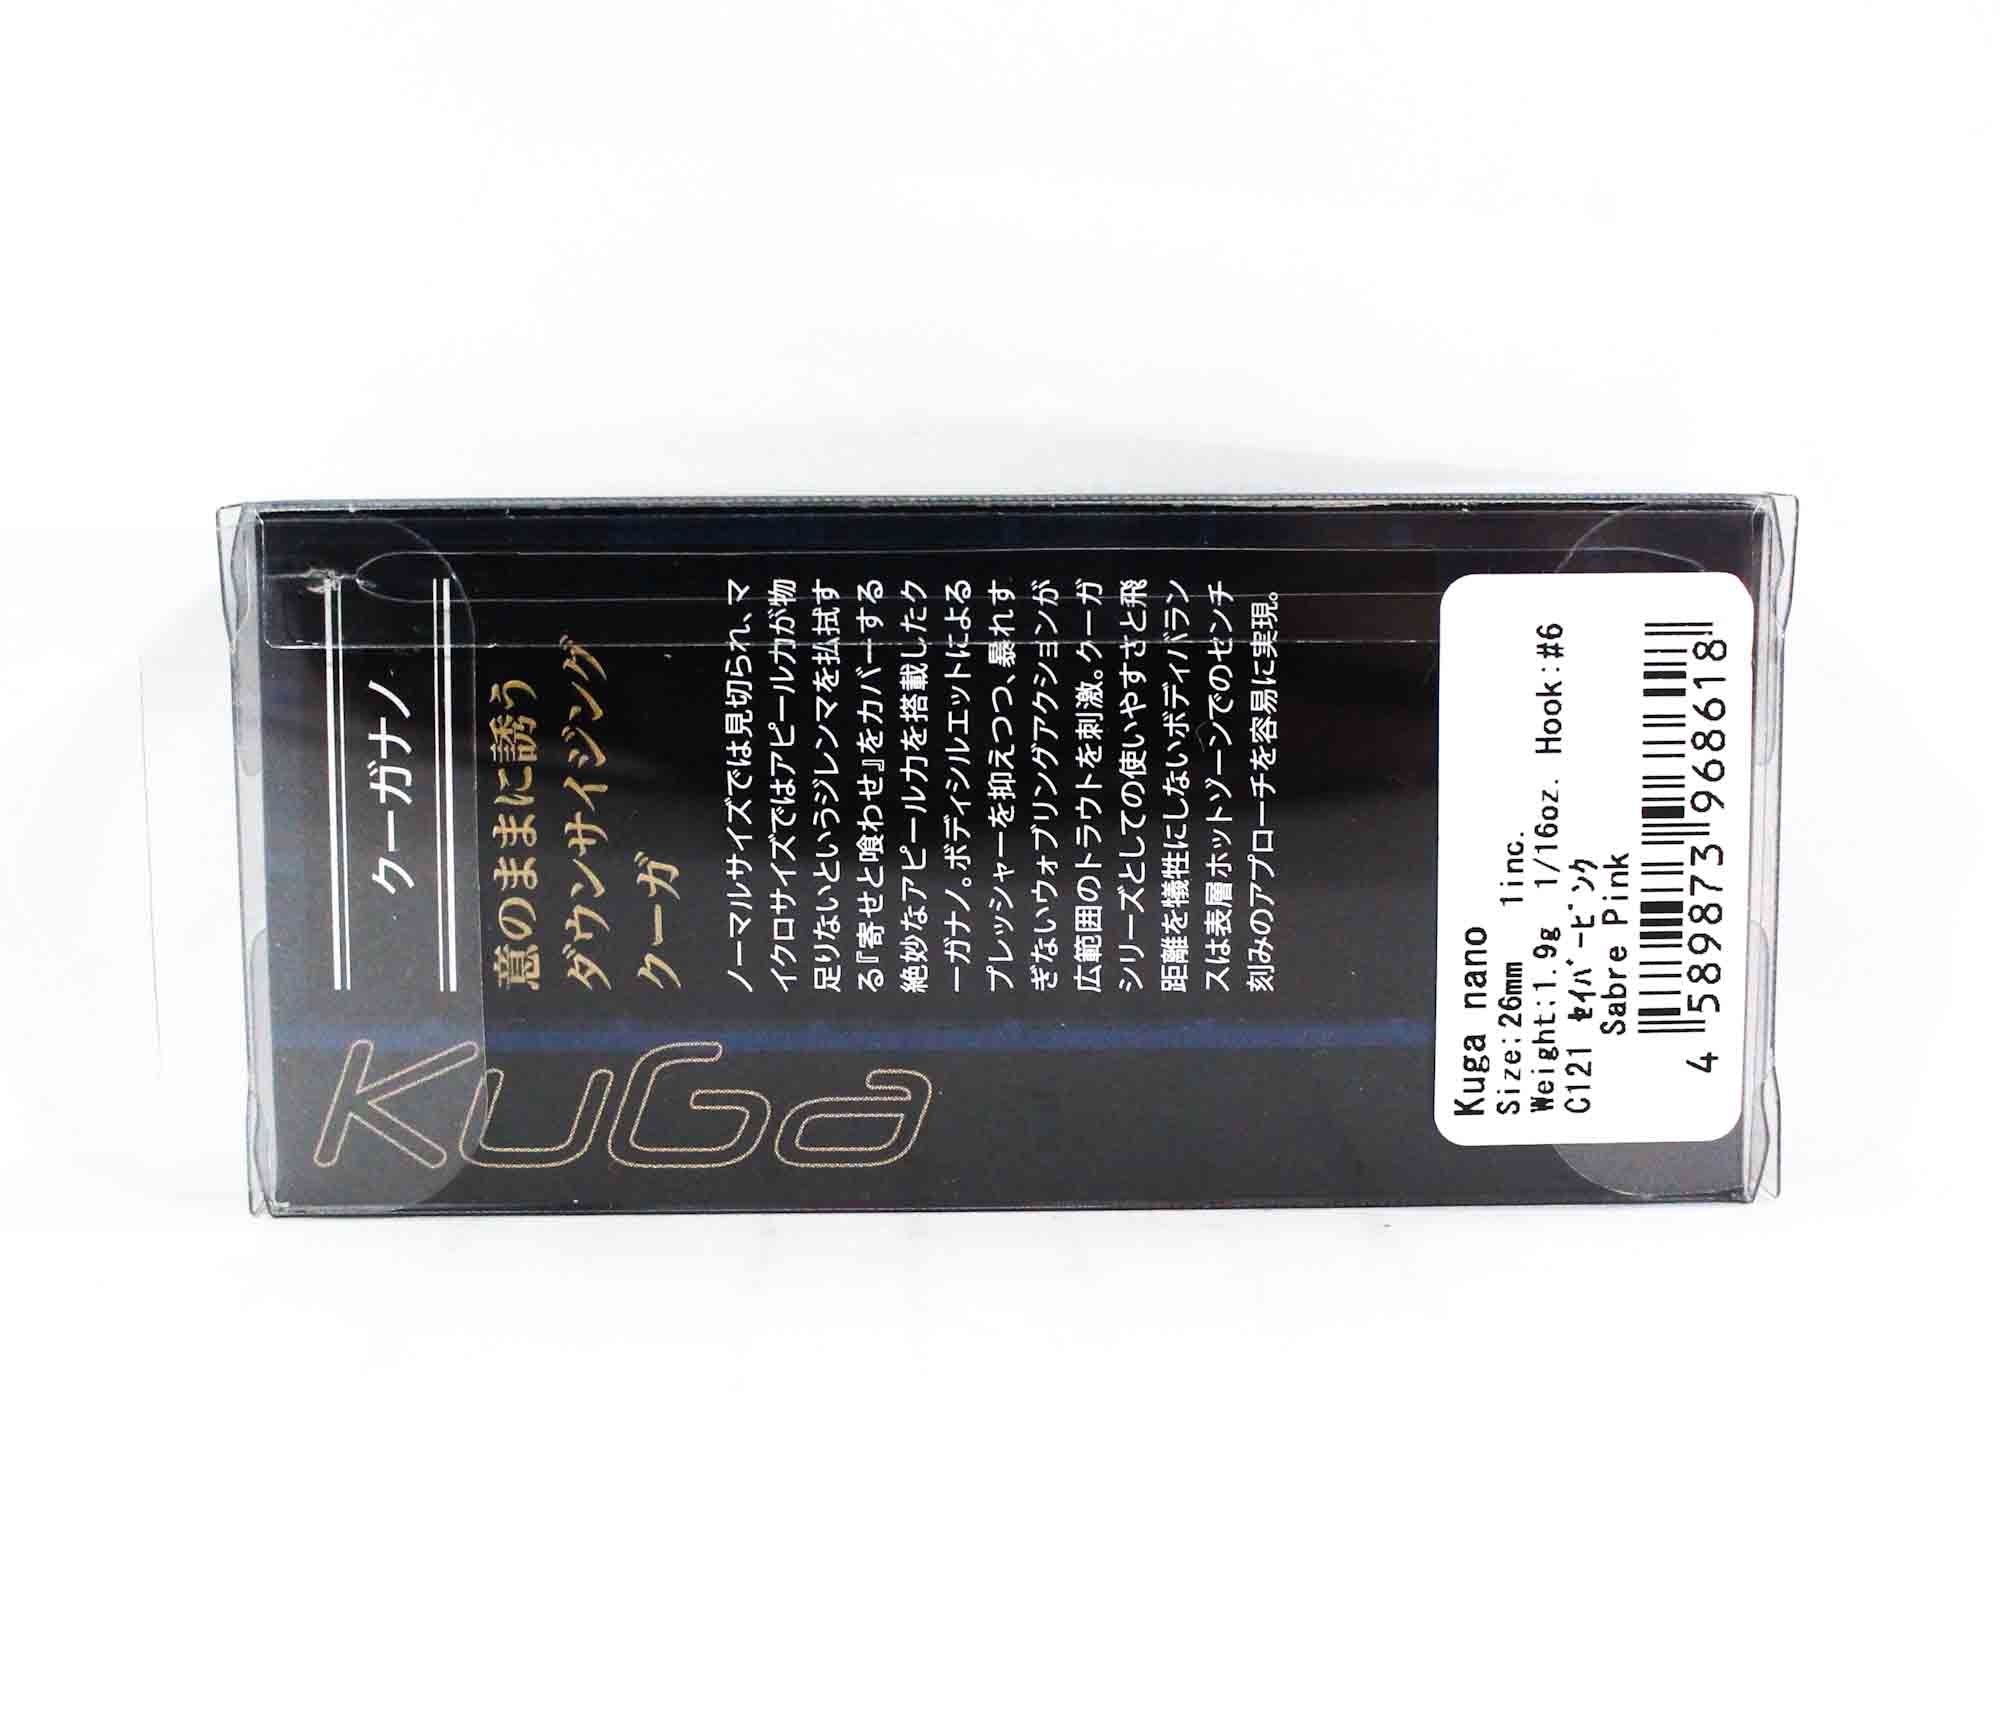 KuGa
クーガナノ
意のままに誘う
ダウンサイジング
クーガ
ノーマルサイズでは見切られ、マ
イクロサイズではアピール力が物
足りないというジレンマを払拭す
る『寄せと喰わせ』をカバーする
絶妙なアピール力を搭載したク
ーガナノ。ボディシルエットによる
プレッシャーを抑えつつ、暴れす
ぎないウォブリングアクションが
広範囲のトラウトを刺激。クーガ
シリーズとしての使いやすさと飛
距離を犠牲にしないボディバラン
スは表層ホットゾーンでのセンチ
刻みのアプローチを容易に実現。
Kuga nano
Size:26mm 1inc.
Weight:1.9g 1/16oz. Hook:#6
C121 ｾｲﾊﾞｰﾋﾟﾝｸ
Sabre Pink
4 589873 968618